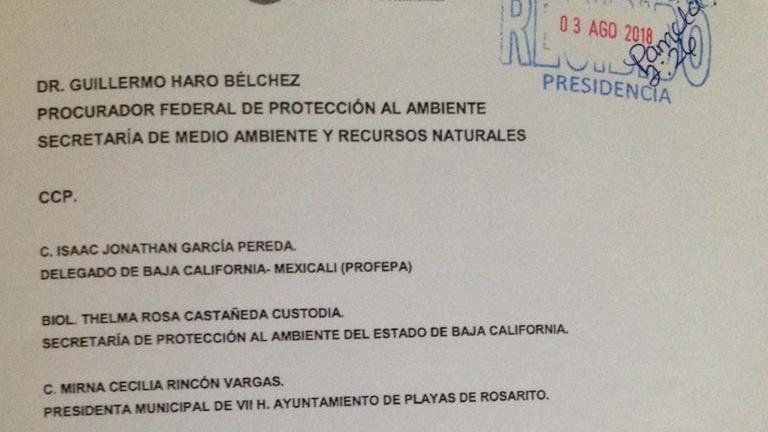 03 AGO 2018
RECIBIDO
PRESIDENCIA
DR. GUILLERMO HARO BÉLCHEZ
PROCURADOR FEDERAL DE PROTECCIÓN AL AMBIENTE
SECRETARÍA DE MEDIO AMBIENTE Y RECURSOS NATURALES
CCP.
C. ISAAC JONATHAN GARCÍA PEREDA.
DELEGADO DE BAJA CALIFORNIA- MEXICALI (PROFEPA)
BIOL. THELMA ROSA CASTAÑEDA CUSTODIA.
SECRETARÍA DE PROTECCIÓN AL AMBIENTE DEL ESTADO DE BAJA CALIFORNIA.
C. MIRNA CECILIA RINCÓN VARGAS.
PRESIDENTA MUNICIPAL DE VII H. AYUNTAMIENTO DE PLAYAS DE ROSARITO.